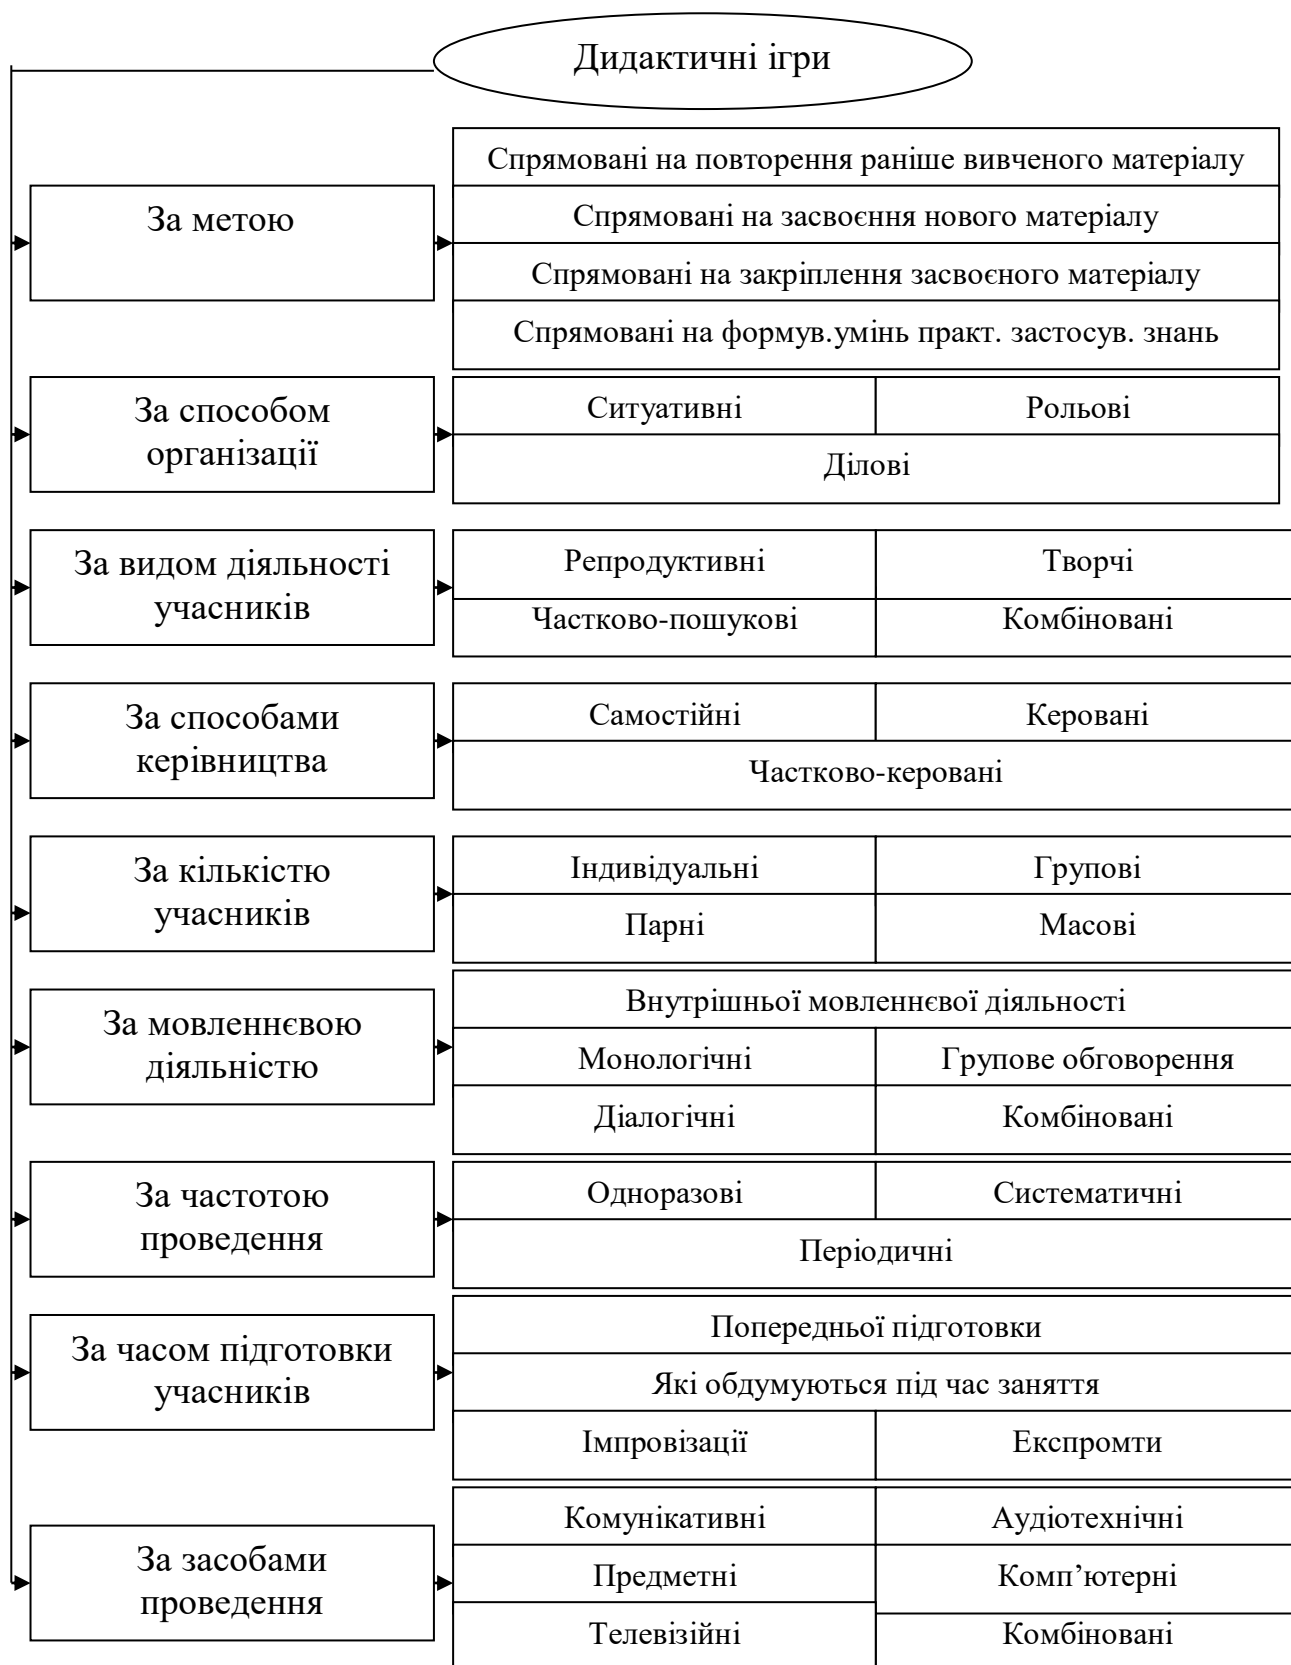 Дидактичні ігри
За метою
Спрямовані на повторення раніше вивченого матеріалу
Спрямовані на засвоєння нового матеріалу
Спрямовані на закріплення засвоєного матеріалу
Спрямовані на формув.умінь практ. застосув. знань
За способом
організації
Ситуативні
Рольові
Ділові
За видом діяльності
учасників
Репродуктивні
Творчі
Частково-пошукові
Комбіновані
За способами
керівництва
Самостійні
Керовані
Частково-керовані
За кількістю
учасників
Індивідуальні
Групові
Парні
Масові
За мовленнєвою
діяльністю
Внутрішньої мовленнєвої діяльності
Монологічні
Групове обговорення
Діалогічні
Комбіновані
За частотою
проведення
Одноразові
Систематичні
Періодичні
За часом підготовки
учасників
Попередньої підготовки
Які обдумуються під час заняття
Імпровізації
Експромти
За засобами
проведення
Комунікативні
Аудіотехнічні
Предметні
Комп’ютерні
Телевізійні
Комбіновані